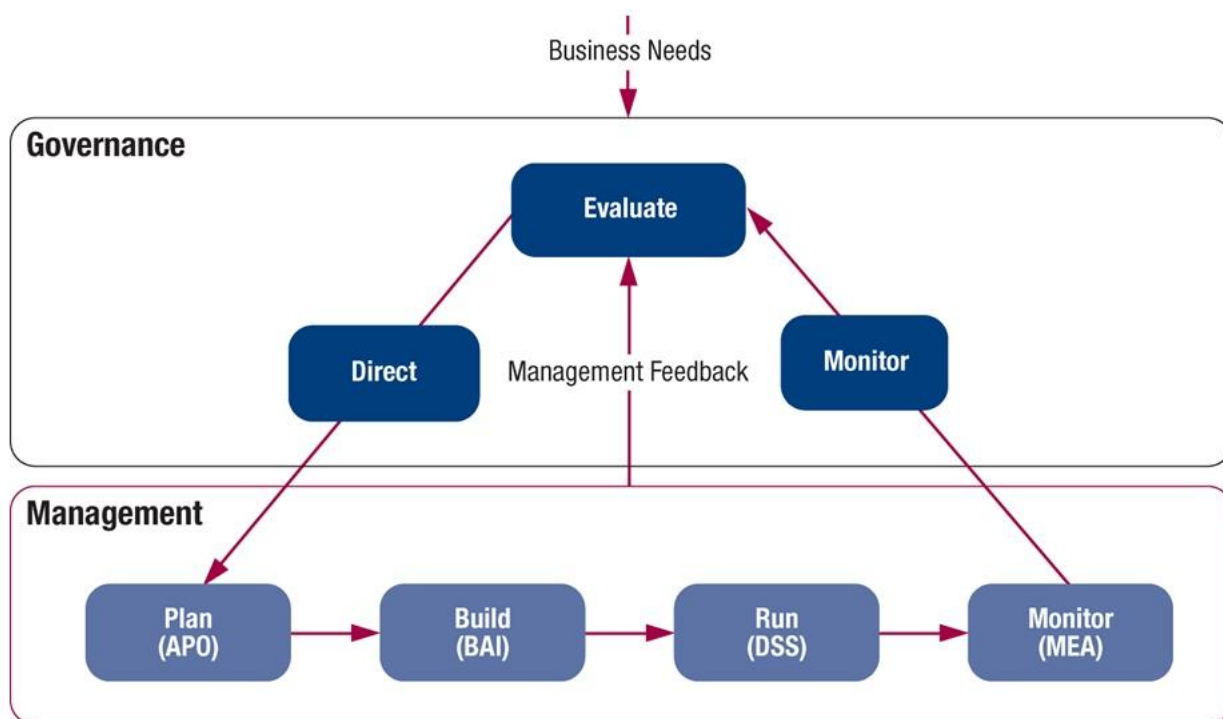 Business Needs
Governance
Evaluate
Direct
Management Feedback
Monitor
Management
Plan
(APO)
Build
(BAI)
Run
(DSS)
Monitor
(MEA)